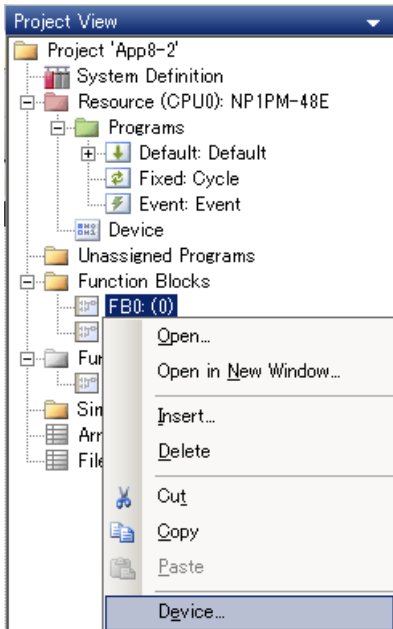 Project View
Project 'App8-2'
System Definition
Resource (CPU0): NP1PM-48E
Programs
Default: Default
Fixed: Cycle
Event: Event
Device
Unassigned Programs
Function Blocks
FB0: (0)
Open...
Open in New Window...
Insert...
Delete
Cut
Copy
Paste
Device...